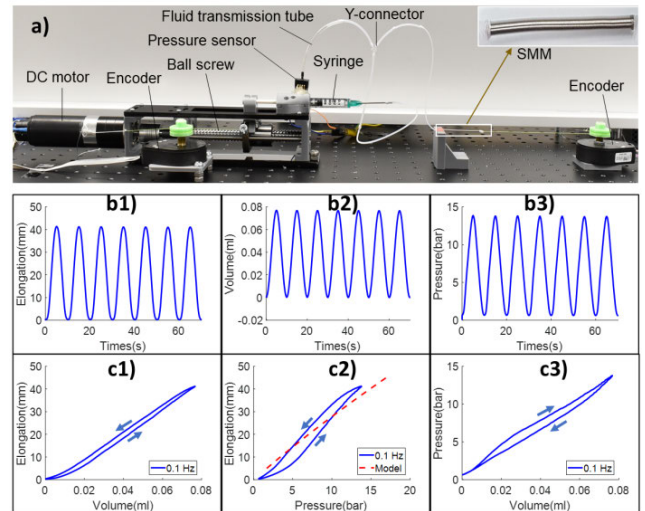 a)
Fluid transmission tube
Y-connector
Pressure sensor
Ball screw
Syringe
SMM
DC motor
Encoder
Encoder
b1)
Elongation(mm)
50
40
30
20
10
0
0 20 40 60
Times(s)
b2)
Volume(ml)
0.08
0.06
0.04
0.02
0
-0.02
0 20 40 60
Times(s)
b3)
Pressure(bar)
15
10
5
0
0 20 40 60
Times(s)
c1)
Elongation(mm)
50
40
30
20
10
0
0 0.02 0.04 0.06 0.08
Volume(ml)
0.1 Hz
c2)
Elongation(mm)
50
40
30
20
10
0
0 5 10 15 20
Pressure(bar)
0.1 Hz
Model
c3)
Pressure(bar)
15
10
5
0
0 0.02 0.04 0.06 0.08
Volume(ml)
0.1 Hz